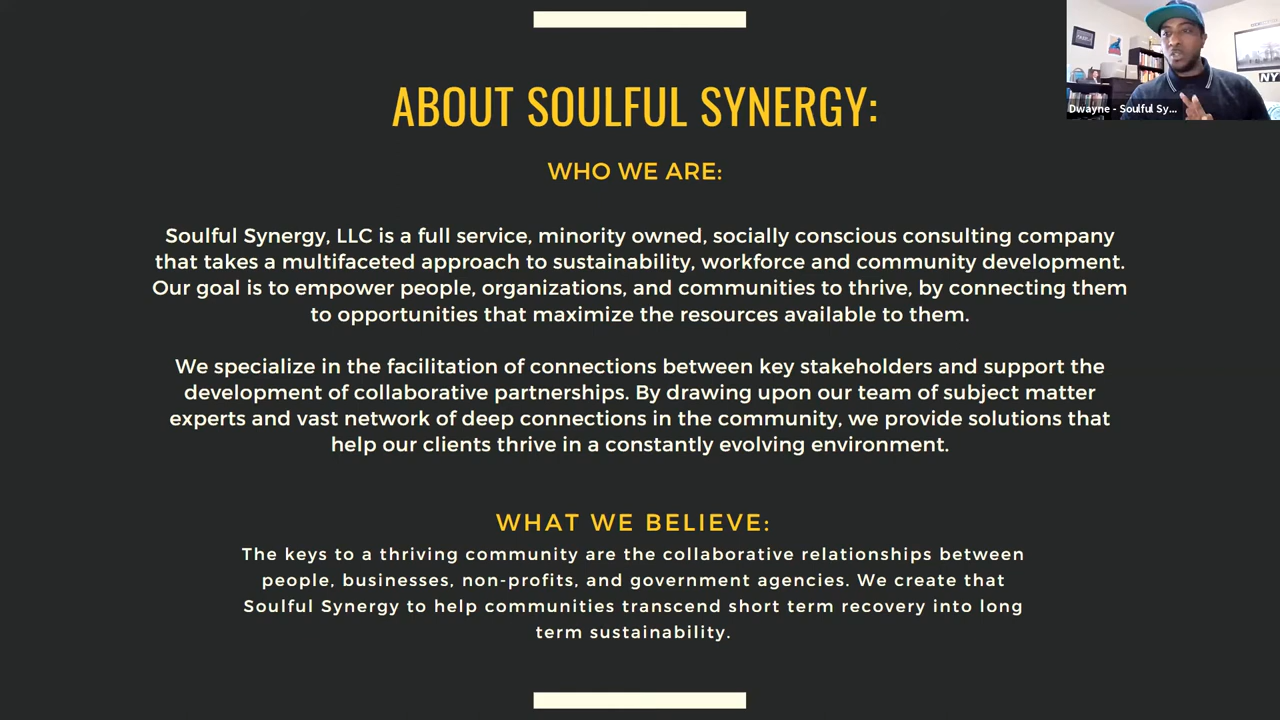 ABOUT SOULFUL SYNERGY:
WHO WE ARE:
Soulful Synergy, LLC is a full service, minority owned, socially conscious consulting company
that takes a multifaceted approach to sustainability, workforce and community development.
Our goal is to empower people, organizations, and communities to thrive, by connecting them
to opportunities that maximize the resources available to them.
We specialize in the facilitation of connections between key stakeholders and support the
development of collaborative partnerships. By drawing upon our team of subject matter
experts and vast network of deep connections in the community, we provide solutions that
help our clients thrive in a constantly evolving environment.
WHAT WE BELIEVE:
The keys to a thriving community are the collaborative relationships between
people, businesses, non-profits, and government agencies. We create that
Soulful Synergy to help communities transcend short term recovery into long
term sustainability.
NY
Dwayne - Soulful Sy...